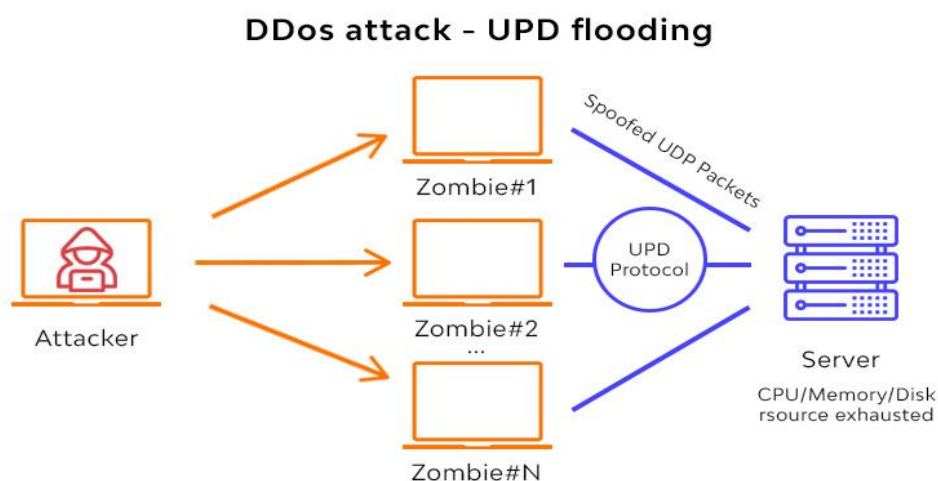 DDos attack - UPD flooding
Spoofed UDP Packets
Zombie#1
UPD
Protocol
Attacker
Zombie#2
...
Server
CPU/Memory/Disk
rsource exhausted
Zombie#N